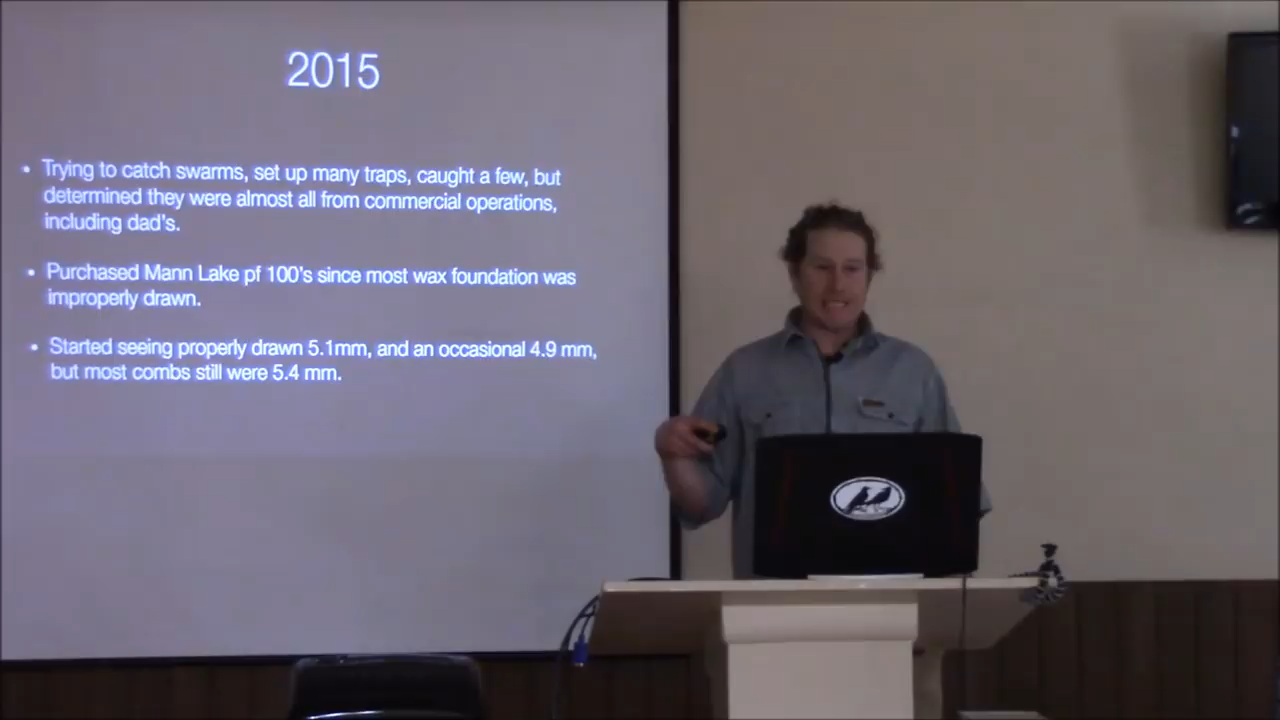 2015
• Trying to catch swarms, set up many traps, caught a few, but
determined they were almost all from commercial operations,
including dad's.
• Purchased Mann Lake pf 100's since most wax foundation was
improperly drawn.
• Started seeing properly drawn 5.1mm, and an occasional 4.9 mm,
but most combs still were 5.4 mm.